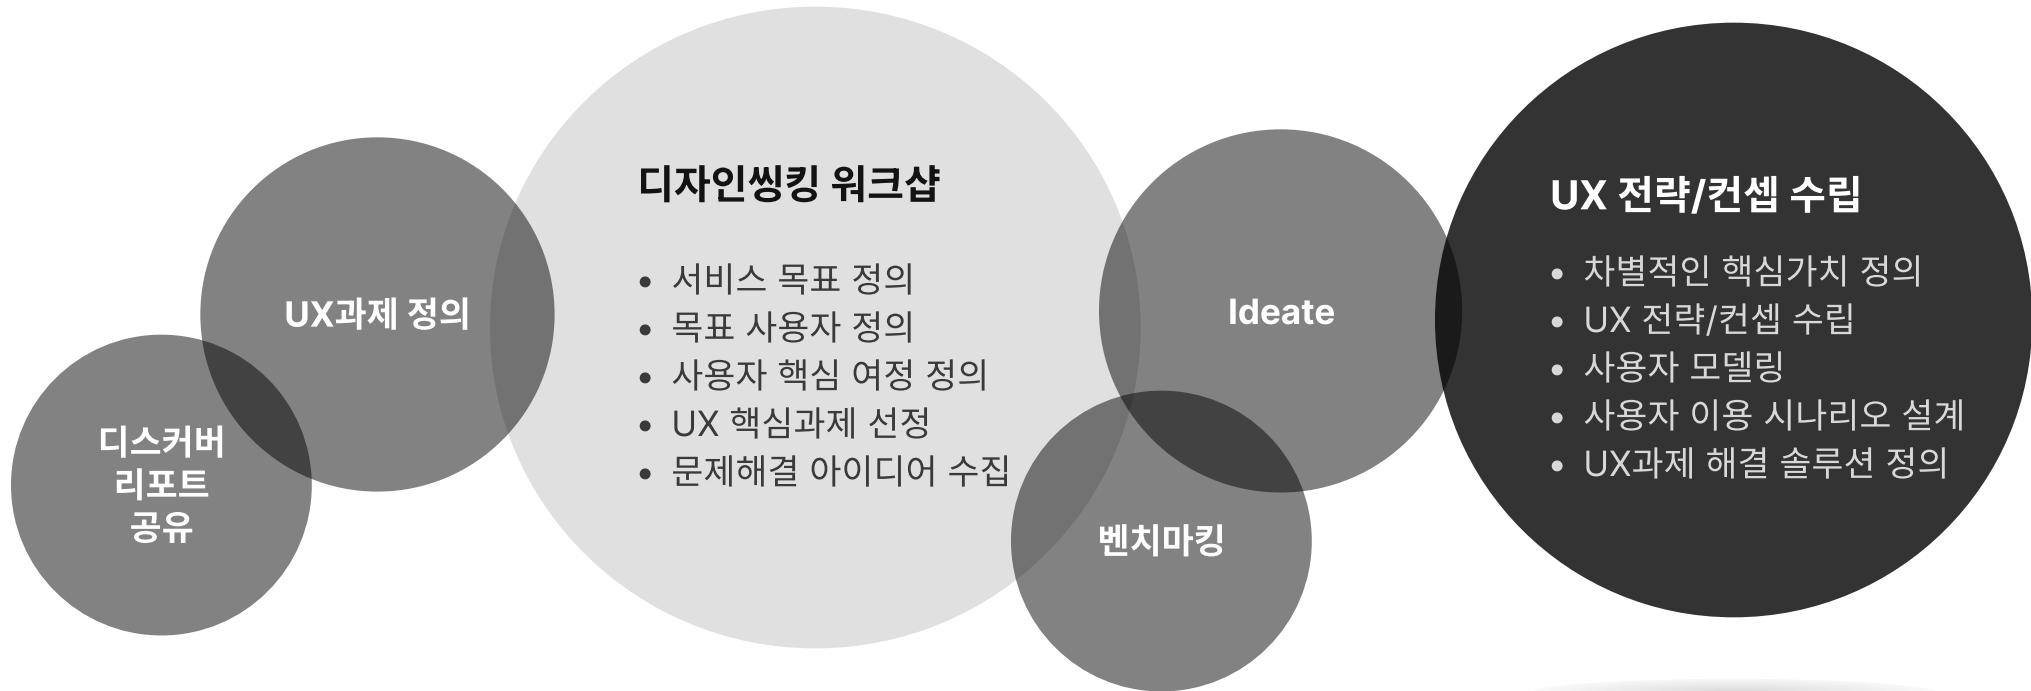 디스커버
리포트
공유
UX과제 정의
디자인씽킹 워크샵
• 서비스 목표 정의
• 목표 사용자 정의
• 사용자 핵심 여정 정의
• UX 핵심과제 선정
• 문제해결 아이디어 수집
벤치마킹
Ideate
UX 전략/컨셉 수립
• 차별적인 핵심가치 정의
• UX 전략/컨셉 수립
• 사용자 모델링
• 사용자 이용 시나리오 설계
• UX과제 해결 솔루션 정의